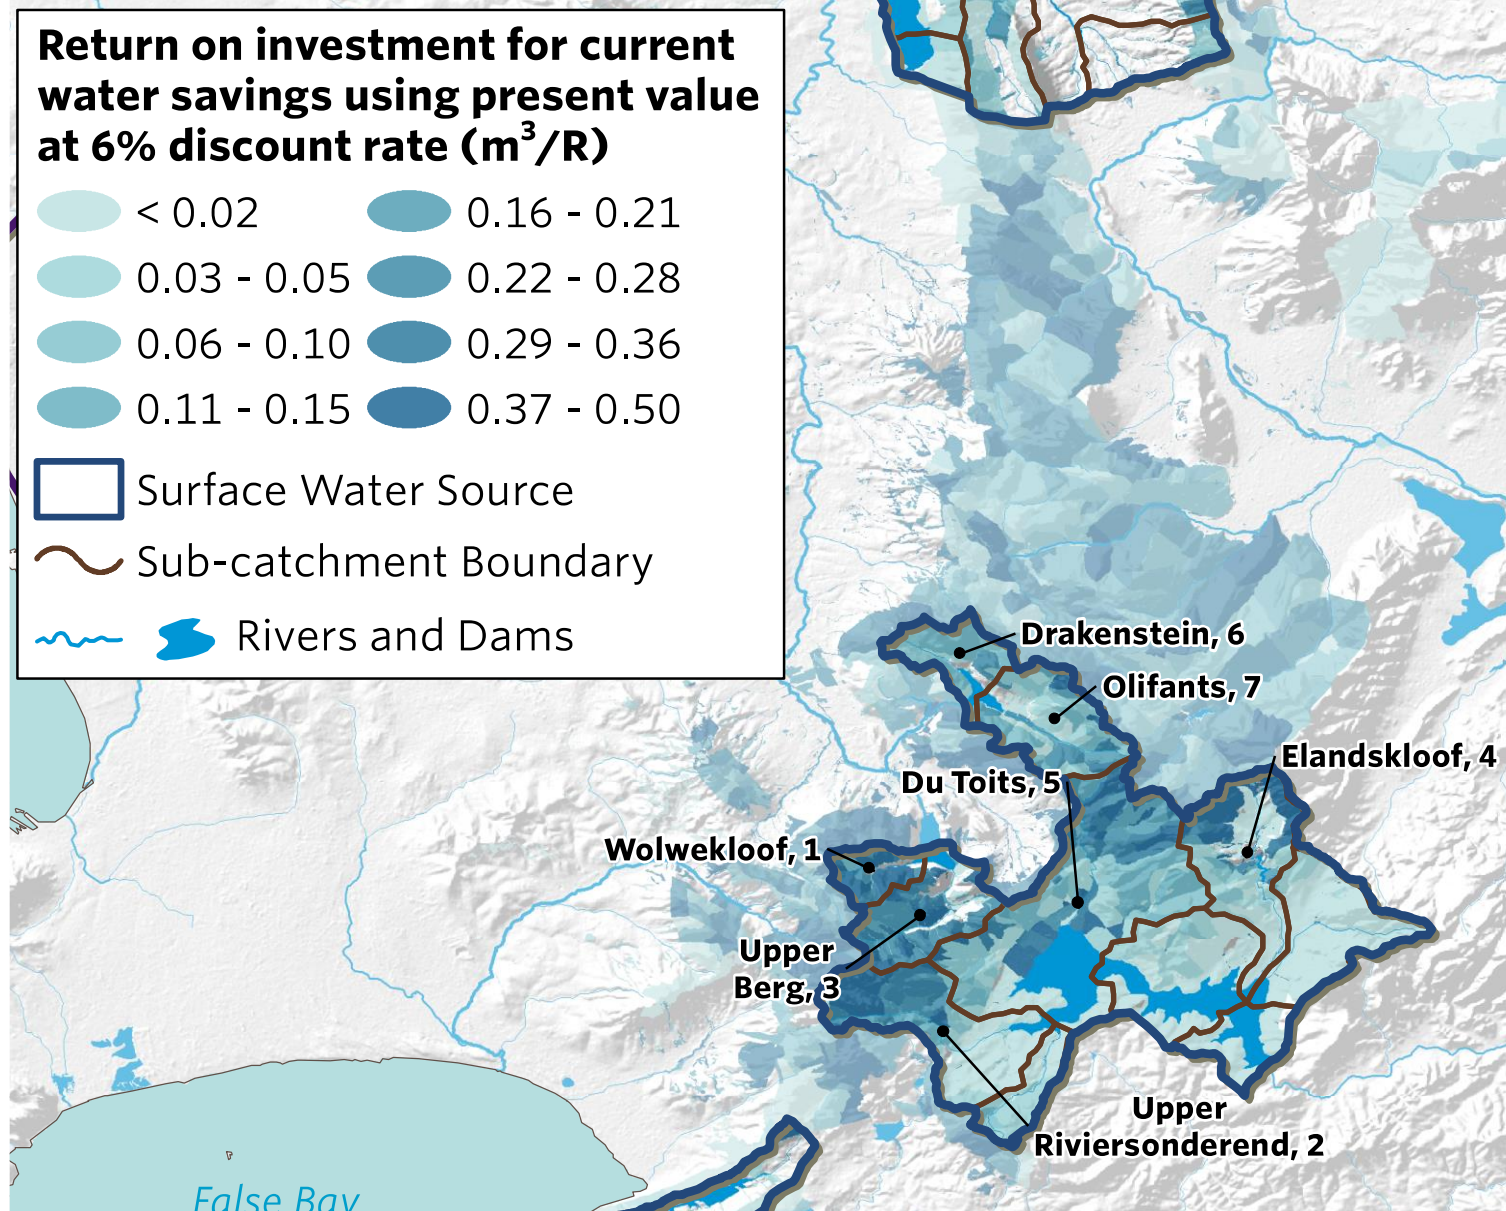 Return on investment for current
water savings using present value
at 6% discount rate (m³/R)
< 0.02
0.16 - 0.21
0.03 - 0.05
0.22 - 0.28
0.06 - 0.10
0.29 - 0.36
0.11 - 0.15
0.37 - 0.50
Surface Water Source
Sub-catchment Boundary
Rivers and Dams
Drakenstein, 6
Olifants, 7
Elandskloof, 4
Du Toits, 5
Wolwekloof, 1
Upper
Berg, 3
Upper
Riviersonderend, 2
False Bay